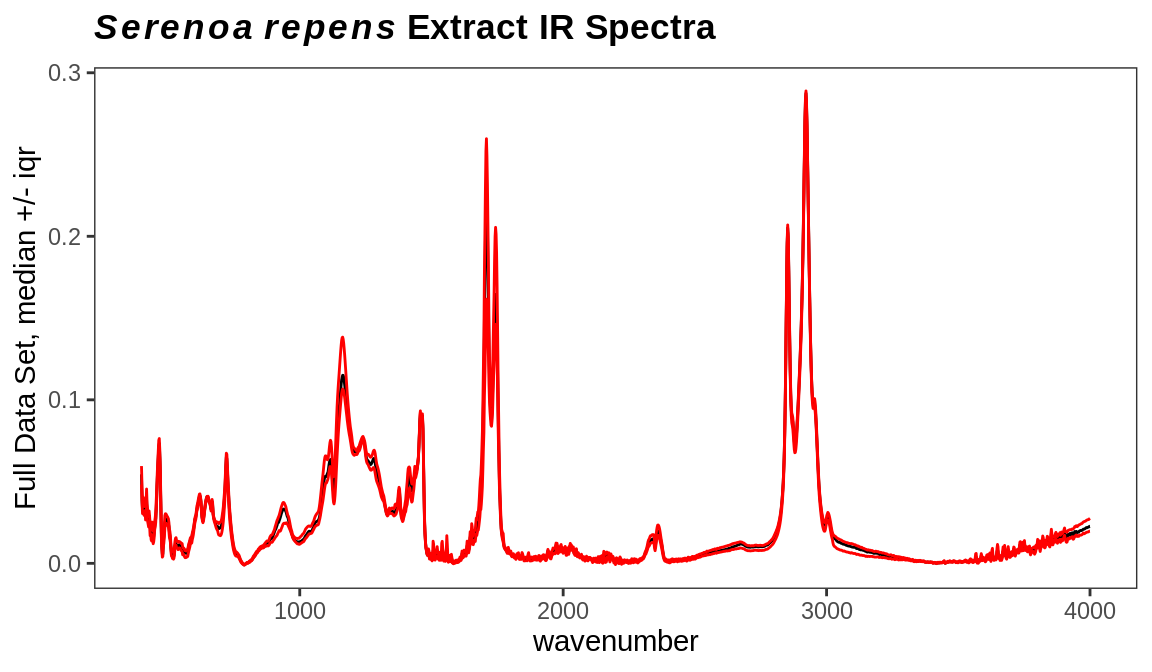 Serenoa repens Extract IR Spectra
Full Data Set, median +/- iqr
0.3
0.2
0.1
0.0
1000 2000 3000 4000
wavenumber